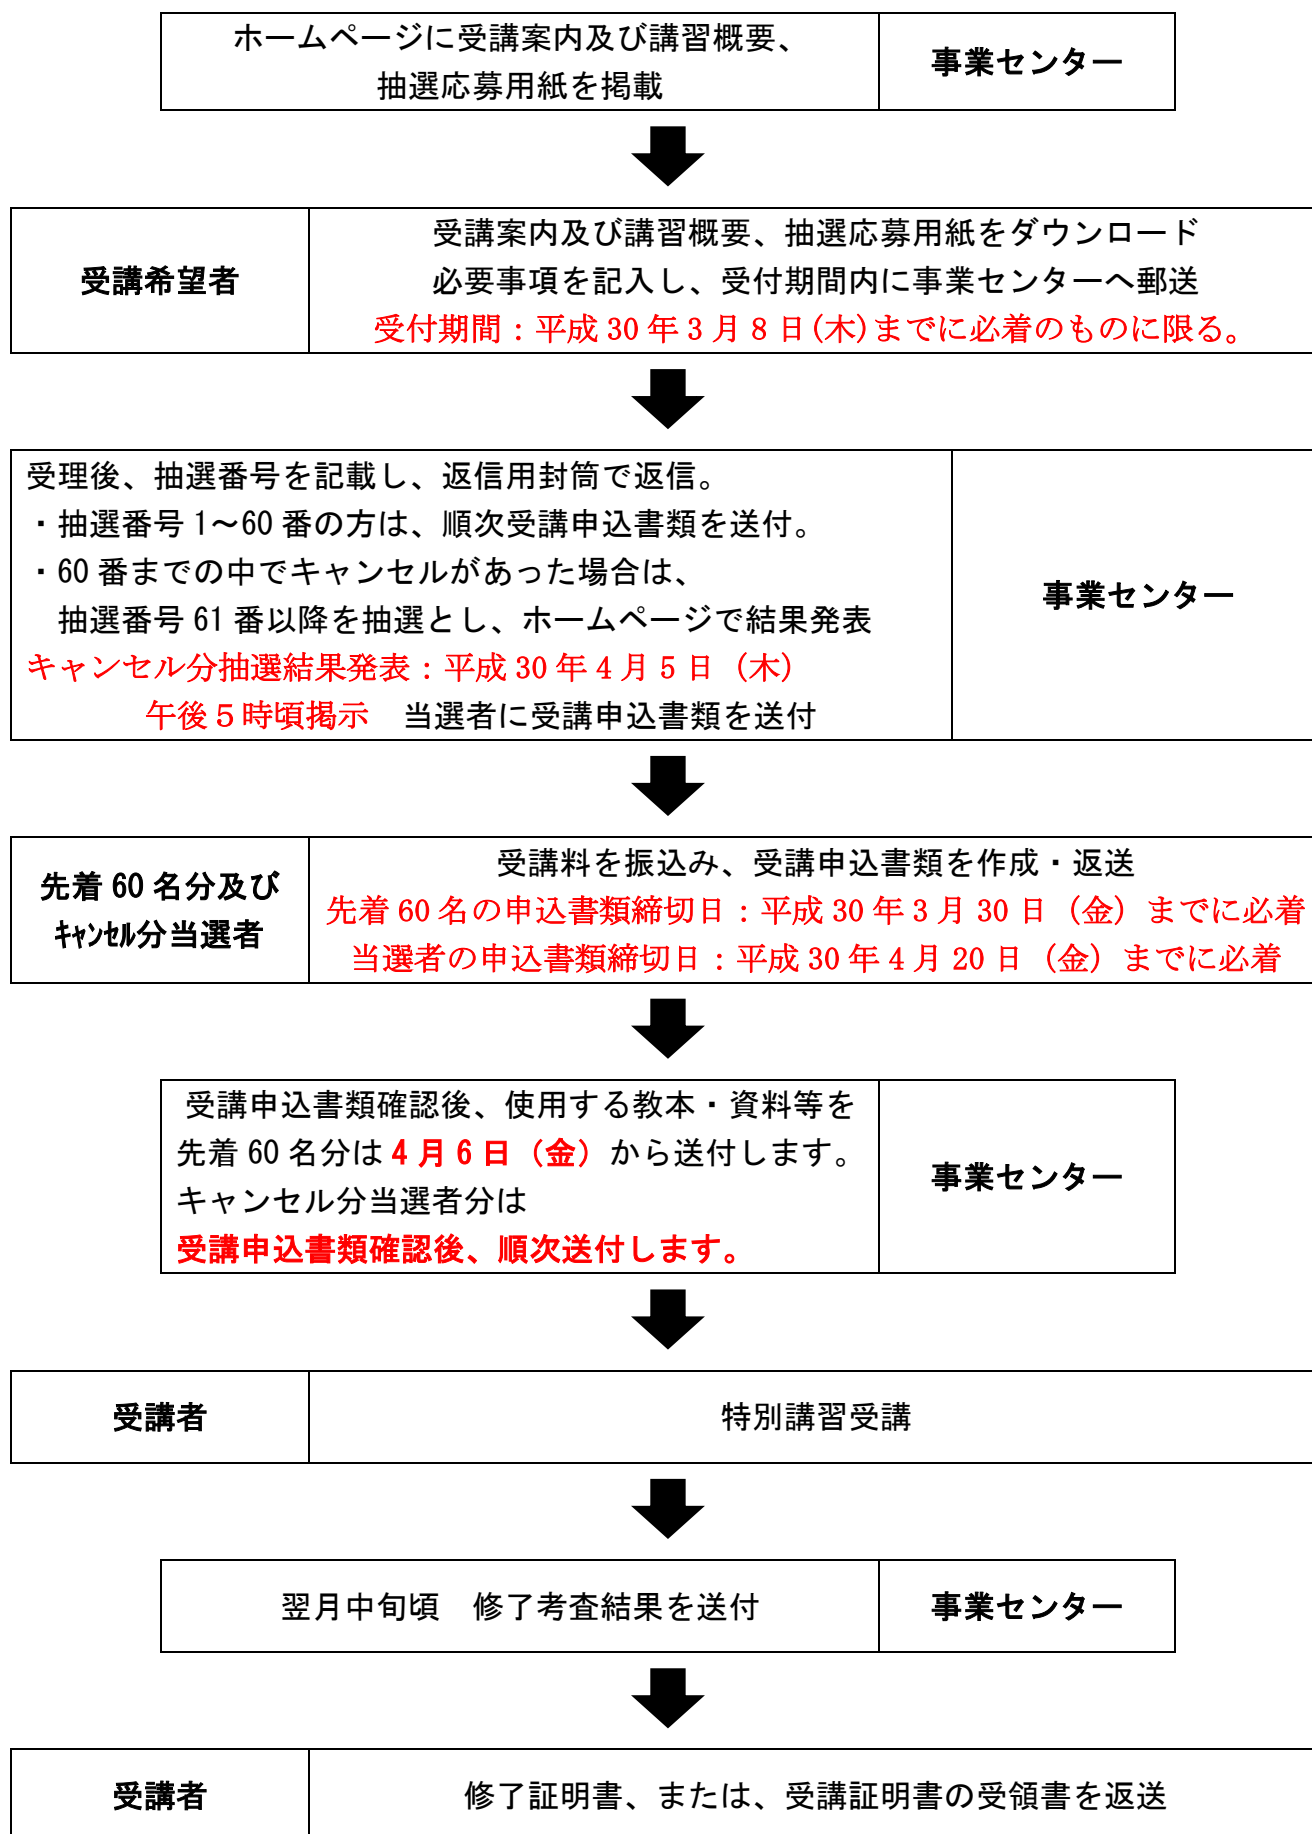 ホームページに受講案内及び講習概要、
抽選応募用紙を掲載
事業センター
受講希望者
受講案内及び講習概要、抽選応募用紙をダウンロード
必要事項を記入し、受付期間内に事業センターへ郵送
受付期間：平成 30 年 3 月 8 日(木)までに必着のものに限る。
受理後、抽選番号を記載し、返信用封筒で返信。
・抽選番号 1～60 番の方は、順次受講申込書類を送付。
・60 番までの中でキャンセルがあった場合は、
抽選番号 61 番以降を抽選とし、ホームページで結果発表
キャンセル分抽選結果発表：平成 30 年 4 月 5 日（木）
午後５時頃掲示　当選者に受講申込書類を送付
事業センター
先着 60 名分及び
ｷｬﾝｾﾙ分当選者
受講料を振込み、受講申込書類を作成・返送
先着 60 名の申込書類締切日：平成 30 年 3 月 30 日（金）までに必着
当選者の申込書類締切日：平成 30 年 4 月 20 日（金）までに必着
受講申込書類確認後、使用する教本・資料等を
先着 60 名分は 4 月 6 日（金）から送付します。
キャンセル分当選者分は
受講申込書類確認後、順次送付します。
事業センター
受講者
特別講習受講
翌月中旬頃　修了考査結果を送付
事業センター
受講者
修了証明書、または、受講証明書の受領書を返送